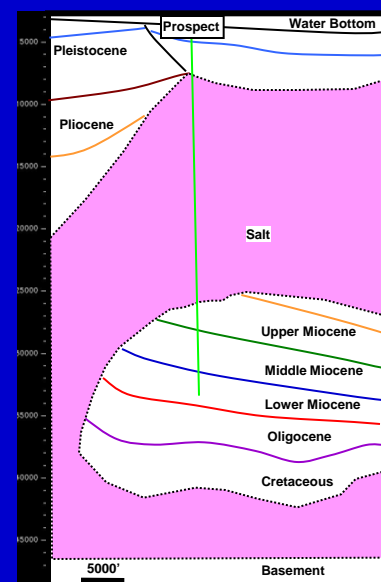 Prospect
Water Bottom
5000
Pleistocene
10000
Pliocene
15000
20000
Salt
25000
Upper Miocene
30000
Middle Miocene
Lower Miocene
35000
Oligocene
40000
Cretaceous
45000
5000'
Basement